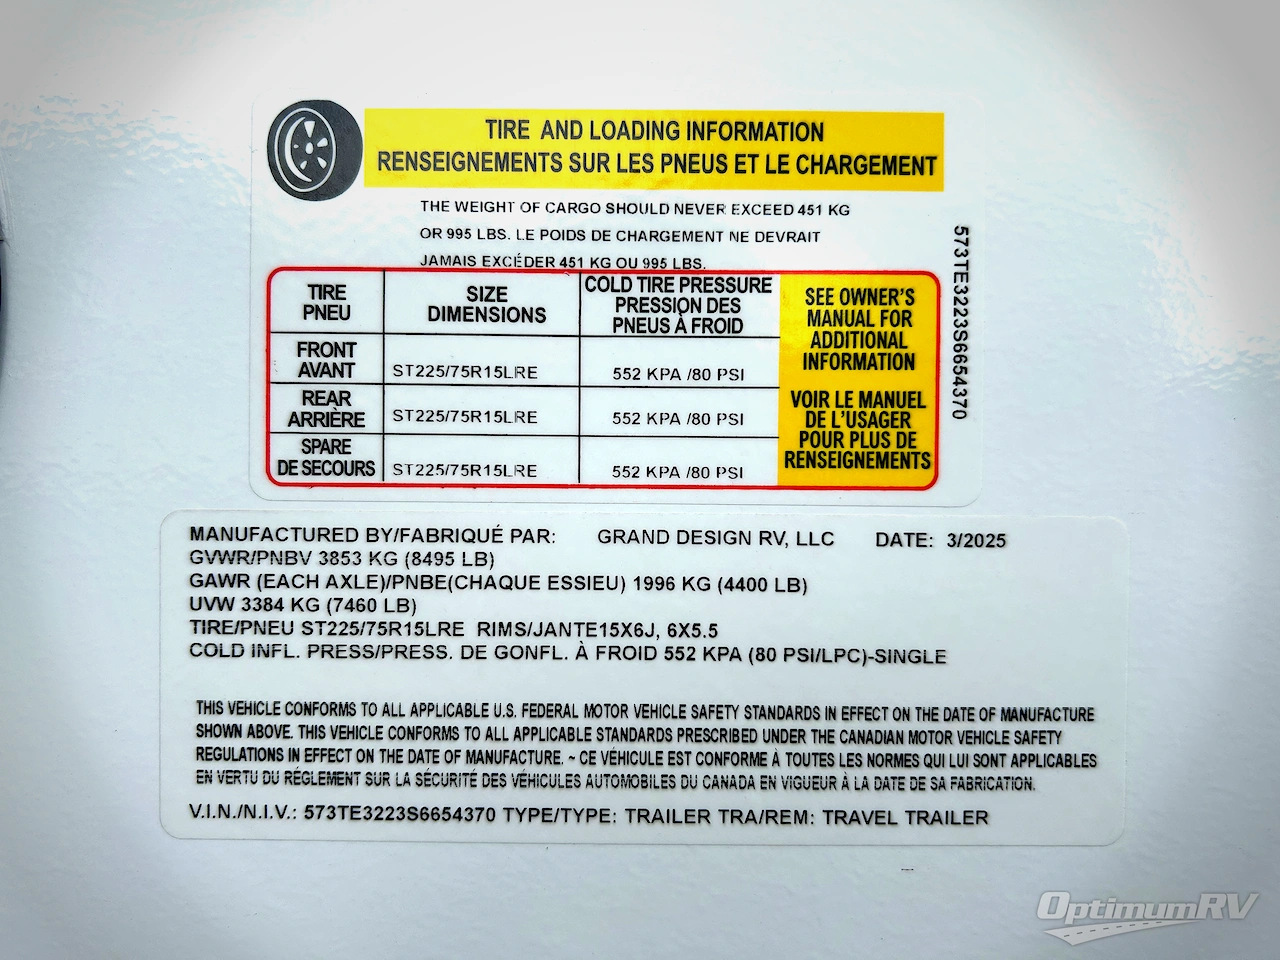 TIRE AND LOADING INFORMATION
RENSEIGNEMENTS SUR LES PNEUS ET LE CHARGEMENT
THE WEIGHT OF CARGO SHOULD NEVER EXCEED 451 KG
OR 995 LBS. LE POIDS DE CHARGEMENT NE DEVRAIT
JAMAIS EXCÉDER 451 KG OU 995 LBS.
TIRE
PNEU
SIZE
DIMENSIONS
COLD TIRE PRESSURE
PRESSION DES
PNEUS À FROID
FRONT
AVANT
ST225/75R15LRE
552 KPA /80 PSI
REAR
ARRIÈRE
ST225/75R15LRE
552 KPA /80 PSI
SPARE
DE SECOURS
ST225/75R15LRE
552 KPA /80 PSI
SEE OWNER'S
MANUAL FOR
ADDITIONAL
INFORMATION
VOIR LE MANUEL
DE L'USAGER
POUR PLUS DE
RENSEIGNEMENTS
573TE3223S6654370
MANUFACTURED BY/FABRIQUÉ PAR: GRAND DESIGN RV, LLC DATE: 3/2025
GVWR/PNBV 3853 KG (8495 LB)
GAWR (EACH AXLE)/PNBE(CHAQUE ESSIEU) 1996 KG (4400 LB)
UVW 3384 KG (7460 LB)
TIRE/PNEU ST225/75R15LRE RIMS/JANTE15X6J, 6X5.5
COLD INFL. PRESS/PRESS. DE GONFL. À FROID 552 KPA (80 PSI/LPC)-SINGLE
THIS VEHICLE CONFORMS TO ALL APPLICABLE U.S. FEDERAL MOTOR VEHICLE SAFETY STANDARDS IN EFFECT ON THE DATE OF MANUFACTURE
SHOWN ABOVE. THIS VEHICLE CONFORMS TO ALL APPLICABLE STANDARDS PRESCRIBED UNDER THE CANADIAN MOTOR VEHICLE SAFETY
REGULATIONS IN EFFECT ON THE DATE OF MANUFACTURE. ~ CE VÉHICULE EST CONFORME À TOUTES LES NORMES QUI LUI SONT APPLICABLES
EN VERTU DU RÉGLEMENT SUR LA SÉCURITÉ DES VÉHICULES AUTOMOBILES DU CANADA EN VIGUEUR À LA DATE DE SA FABRICATION.
V.I.N./N.I.V.: 573TE3223S6654370 TYPE/TYPE: TRAILER TRA/REM: TRAVEL TRAILER
OptimumRV